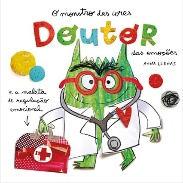 O monstro das cores
DOUTOR
das emoções
ANNA LLENAS
e a maleta
de regulação
emocional